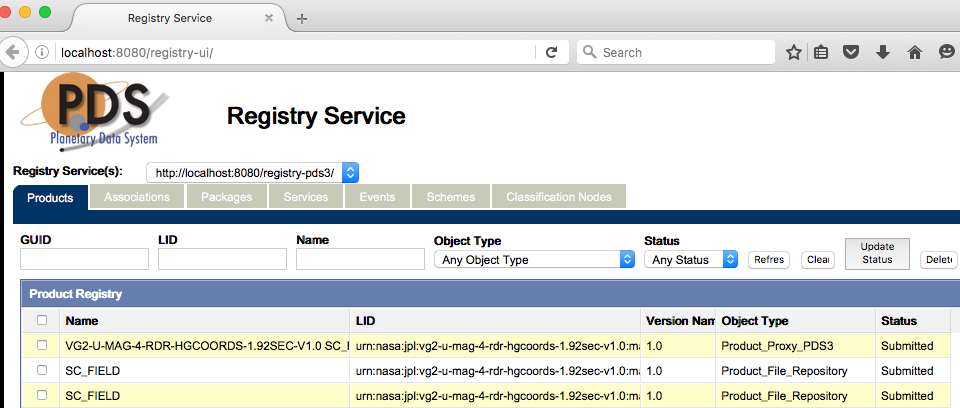 Registry Service
localhost:8080/registry-ui/
Search
PDS
Planetary Data System
Registry Service
Registry Service(s): http://localhost:8080/registry-pds3/
Products Associations Packages Services Events Schemes Classification Nodes
GUID LID Name Object Type Status
Any Object Type Any Status Refres Clear Update Status Delet
Product Registry
Name LID Version Nam Object Type Status
VG2-U-MAG-4-RDR-HGCOORDS-1.92SEC-V1.0 SC_F urn:nasa:jpl:vg2-u-mag-4-rdr-hgcoords-1.92sec-v1.0:ma 1.0 Product_Proxy_PDS3 Submitted
SC_FIELD urn:nasa:jpl:vg2-u-mag-4-rdr-hgcoords-1.92sec-v1.0:ma 1.0 Product_File_Repository Submitted
SC_FIELD urn:nasa:jpl:vg2-u-mag-4-rdr-hgcoords-1.92sec-v1.0:ma 1.0 Product_File_Repository Submitted